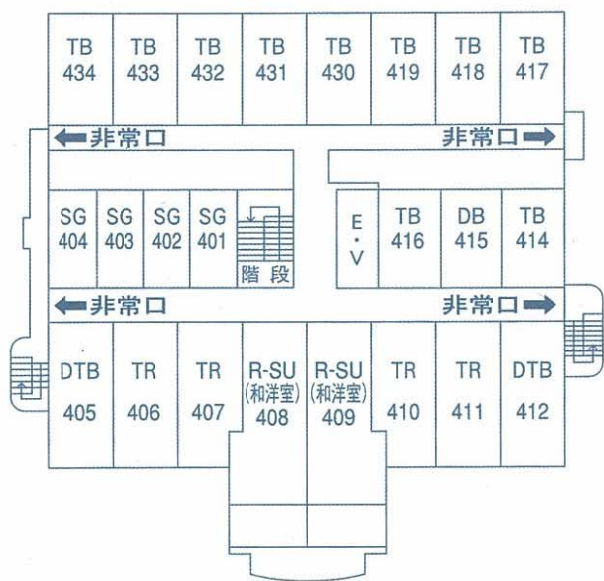 TB TB TB TB TB TB TB TB
434 433 432 431 430 419 418 417
←非常口 非常口→
SG SG SG SG E・V TB DB TB
404 403 402 401 416 415 414
階段
←非常口 非常口→
DTB TR TR R-SU R-SU TR TR DTB
(和洋室) (和洋室)
405 406 407 408 409 410 411 412